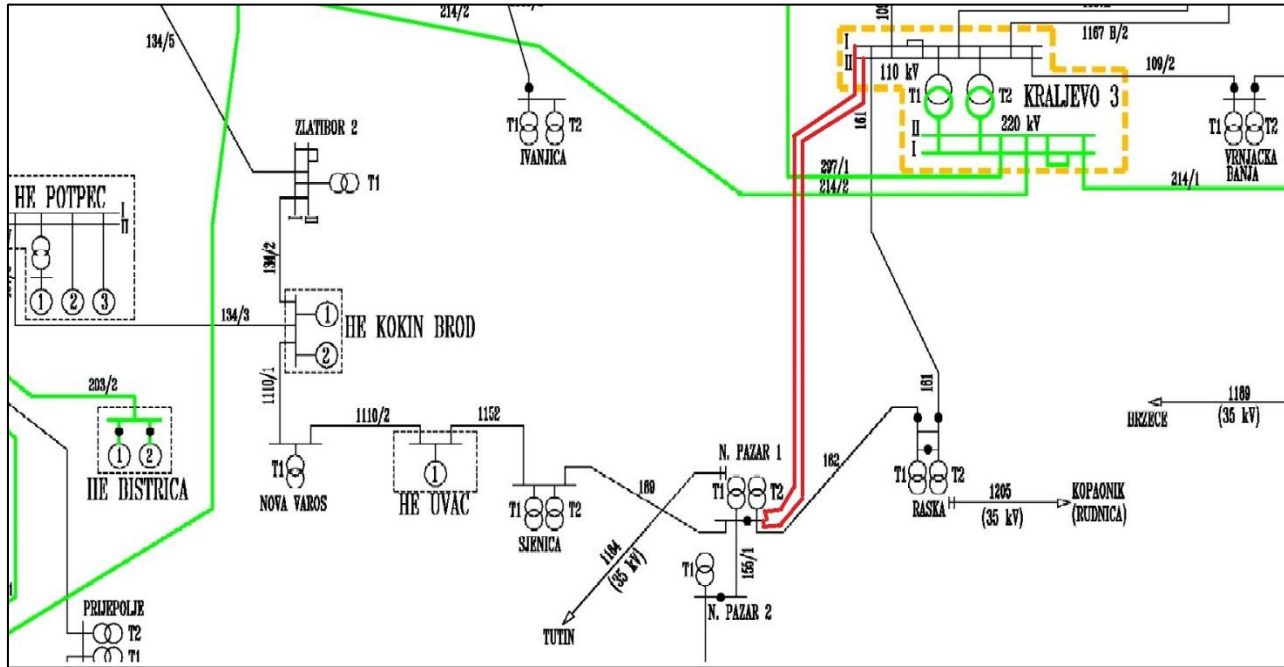 214/2
134/5
ZLATIBOR 2
T1
T1
T2
IVANJICA
I
II
110 kV
161
T1
T2
KRALJEVO 3
220 kV
II
I
1167 B/2
109/2
T1
T2
VRNJACKA
BANJA
297/1
214/2
214/1
HE POTPEC
I
II
1
2
3
134/2
134/3
HE KOKIN BROD
1
2
1110/1
203/2
1
2
HE BISTRICA
1110/2
1152
T1
NOVA VAROS
1
HE UVAC
T1
T2
SJENICA
169
N. PAZAR 1
T1
T2
162
161
T1
T2
RASKA
1205
(35 kV)
KOPAONIK
(RUDNICA)
1189
(35 kV)
BRZECE
1184
(35 kV)
TUTIN
155/1
T1
N. PAZAR 2
PRIJEPOLJE
T2
T1